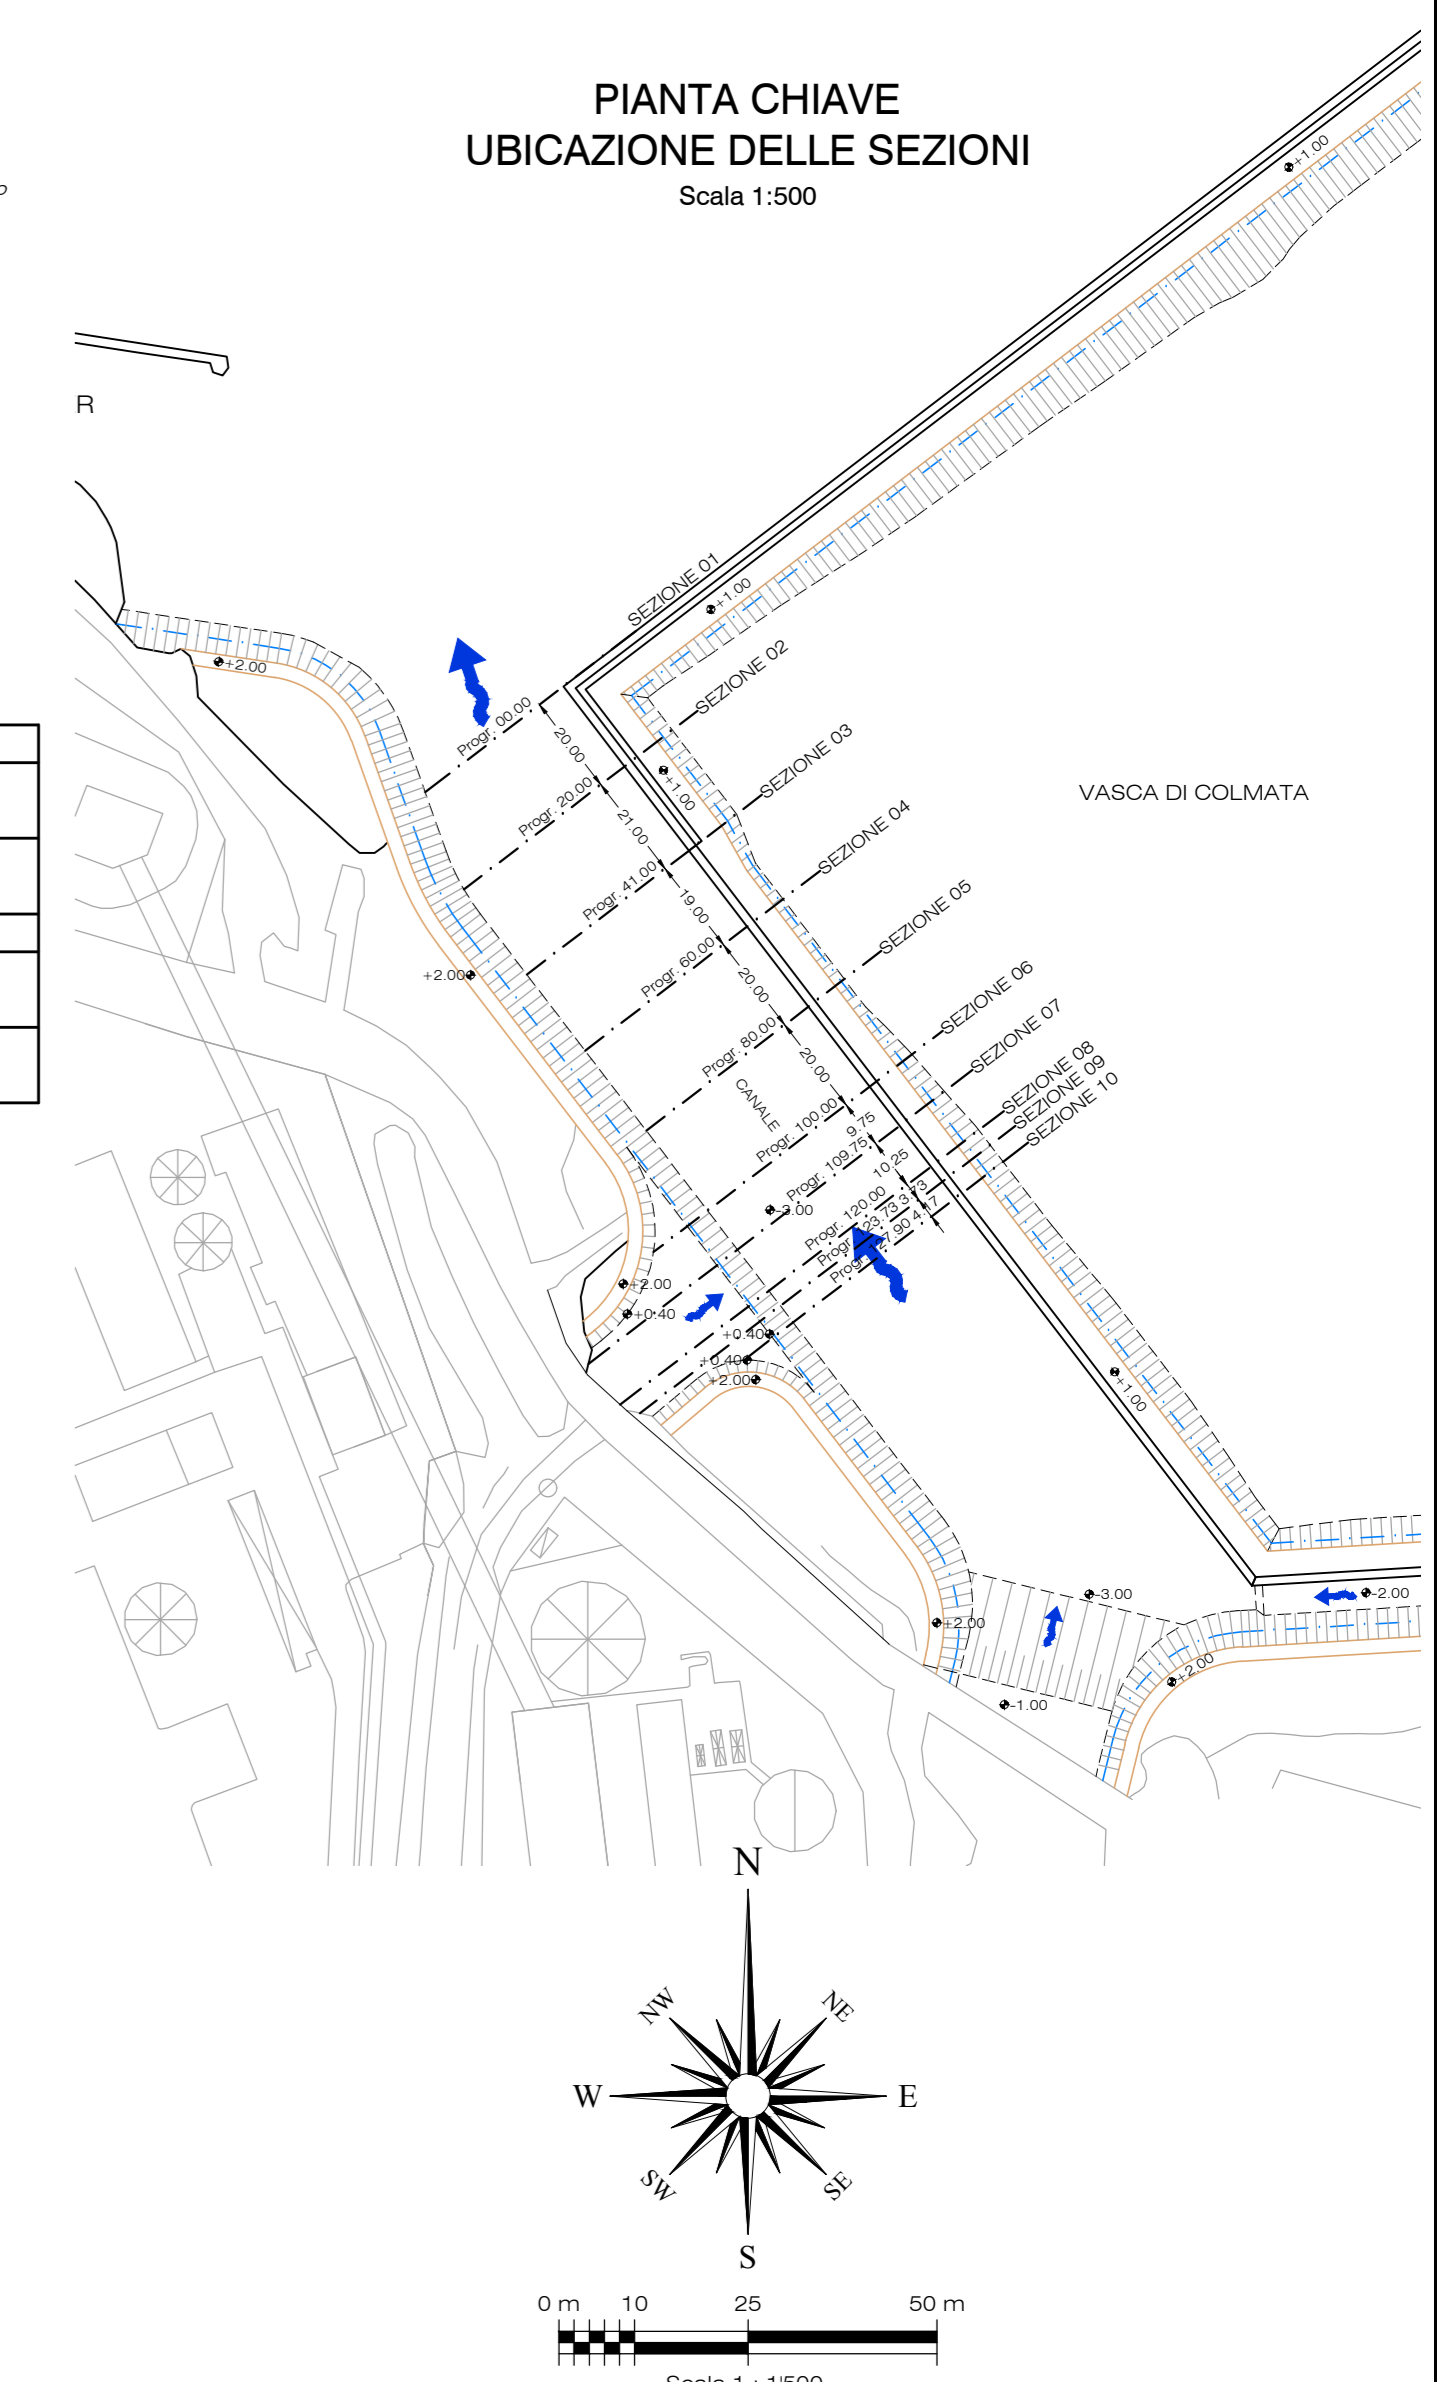 PIANTA CHIAVE
UBICAZIONE DELLE SEZIONI
Scala 1:500
+1.00
R
SEZIONE 01
+1.00
SEZIONE 02
+2.00
Progr. 00.00
20.00
SEZIONE 03
+1.00
VASCA DI COLMATA
Progr. 20.00
21.00
SEZIONE 04
Progr. 41.00
19.00
SEZIONE 05
+2.00
Progr. 60.00
20.00
SEZIONE 06
Progr. 80.00
20.00
SEZIONE 07
CANALE
SEZIONE 08
SEZIONE 09
SEZIONE 10
Progr. 100.00
9.75
Progr. 109.75
10.25
-3.00
Progr. 120.00
3.73
4.17
+2.00
+0.40
+0.40
+0.40
+2.00
+1.00
-3.00
-2.00
+2.00
+2.00
-1.00
N
NW
NE
W
E
SW
SE
S
0 m 10 25 50 m